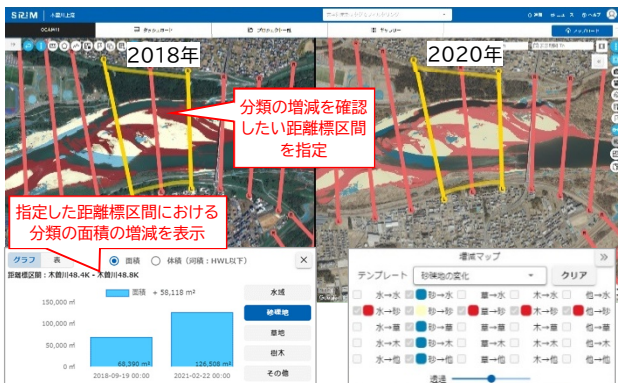 SRIM 木曽川上流
2018年
2020年
分類の増減を確認
したい距離標区間
を指定
指定した距離標区間における
分類の面積の増減を表示
グラフ 表 面積 体積（河積：HWL以下）
距離標区間：木曽川48.4K - 木曽川48.8K
面積 + 58,118 m²
150,000 ㎡
100,000 ㎡
50,000 ㎡
0 ㎡
68,390 m²
126,508 m²
2018-09-19 00:00
2021-02-22 00:00
水域
砂礫地
草地
樹木
その他
増減マップ
テンプレート 砂礫地の変化 クリア
水→水 砂→水 草→水 木→水 他→水
水→砂 砂→砂 草→砂 木→砂 他→砂
水→草 砂→草 草→草 木→草 他→草
水→木 砂→木 草→木 木→木 他→木
水→他 砂→他 草→他 木→他 他→他
透過